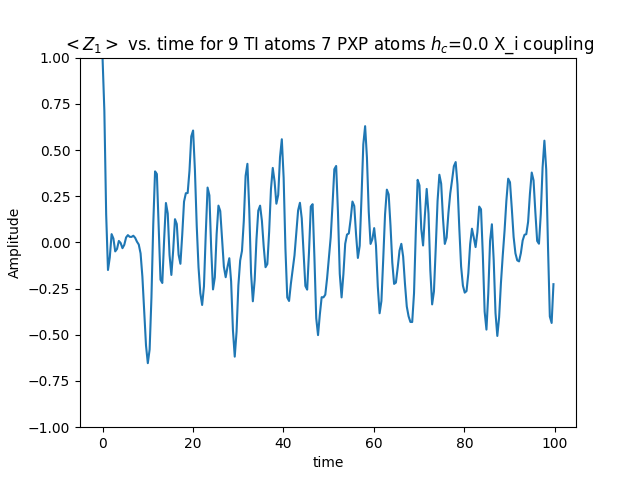 < Z₁ > vs. time for 9 TI atoms 7 PXP atoms h_c=0.0 X_i coupling
1.00
0.75
0.50
0.25
0.00
−0.25
−0.50
−0.75
−1.00
Amplitude
0 20 40 60 80 100
time